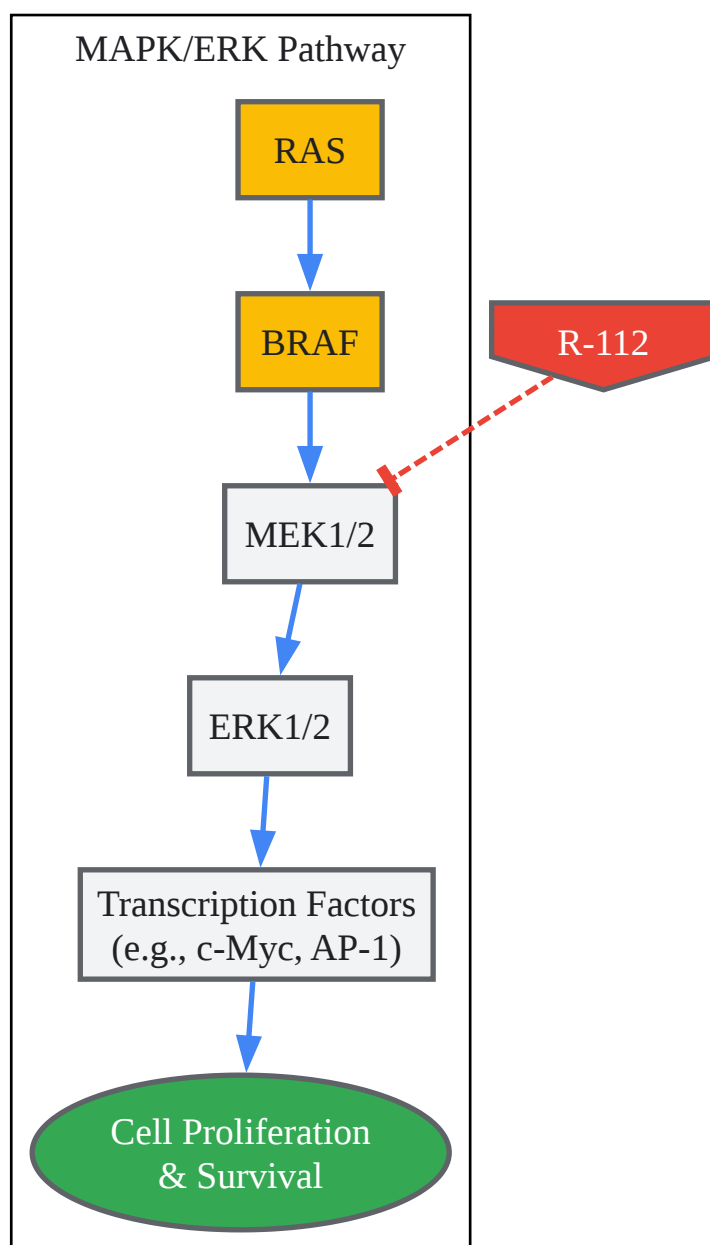 MAPK/ERK Pathway
RAS
BRAF
R-112
MEK1/2
ERK1/2
Transcription Factors
(e.g., c-Myc, AP-1)
Cell Proliferation
& Survival